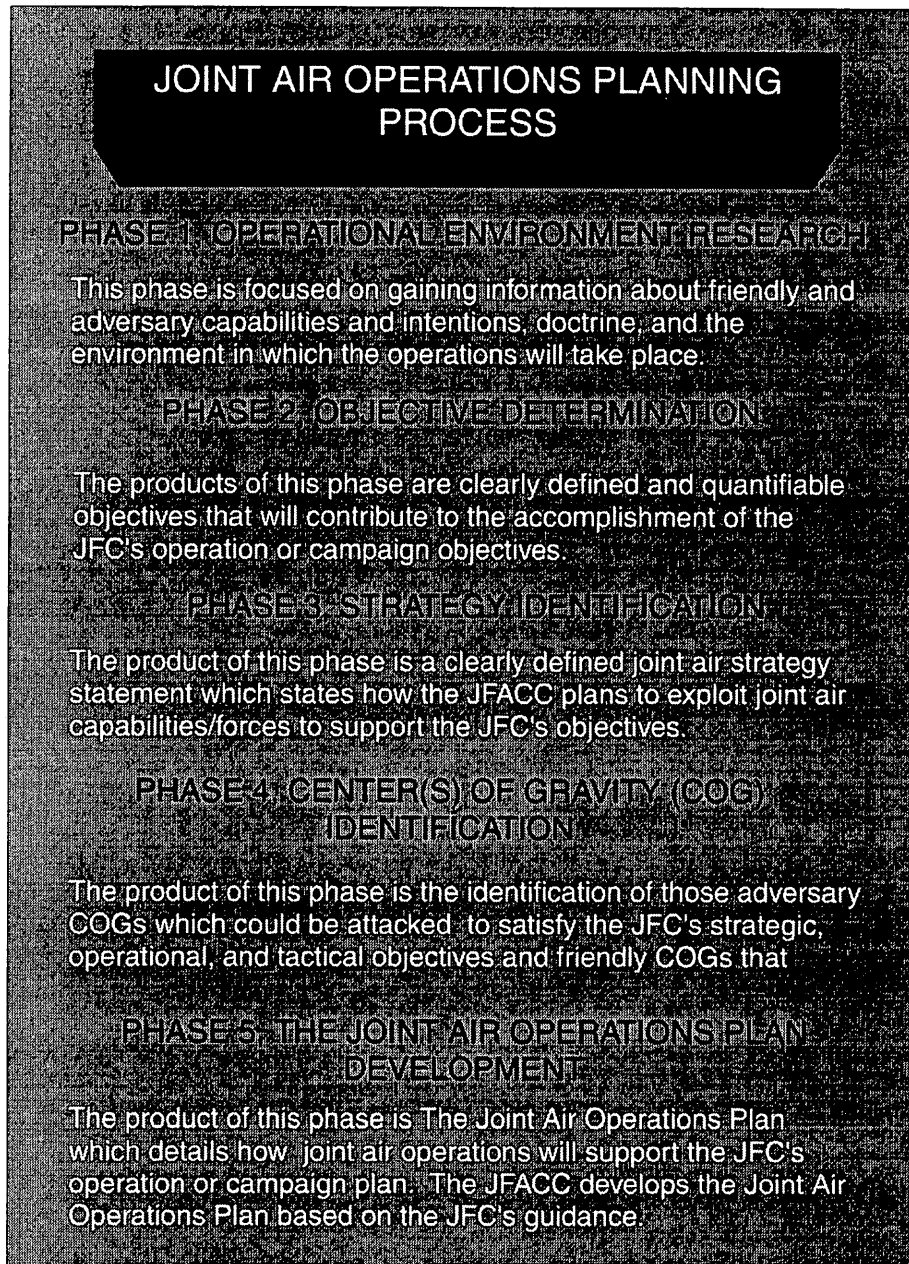 JOINT AIR OPERATIONS PLANNING
PROCESS
PHASE 1 OPERATIONAL ENVIRONMENT RESEARCH
This phase is focused on gaining information about friendly and
adversary capabilities and intentions, doctrine, and the
environment in which the operations will take place.
PHASE 2 OBJECTIVE DETERMINATION
The products of this phase are clearly defined and quantifiable
objectives that will contribute to the accomplishment of the
JFC's operation or campaign objectives.
PHASE 3 STRATEGY IDENTIFICATION
The product of this phase is a clearly defined joint air strategy
statement which states how the JFACC plans to exploit joint air
capabilities/forces to support the JFC's objectives.
PHASE 4 CENTER(S) OF GRAVITY (COG)
IDENTIFICATION
The product of this phase is the identification of those adversary
COGs which could be attacked to satisfy the JFC's strategic,
operational, and tactical objectives and friendly COGs that
PHASE 5 THE JOINT AIR OPERATIONS PLAN
DEVELOPMENT
The product of this phase is The Joint Air Operations Plan
which details how joint air operations will support the JFC's
operation or campaign plan. The JFACC develops the Joint Air
Operations Plan based on the JFC's guidance.